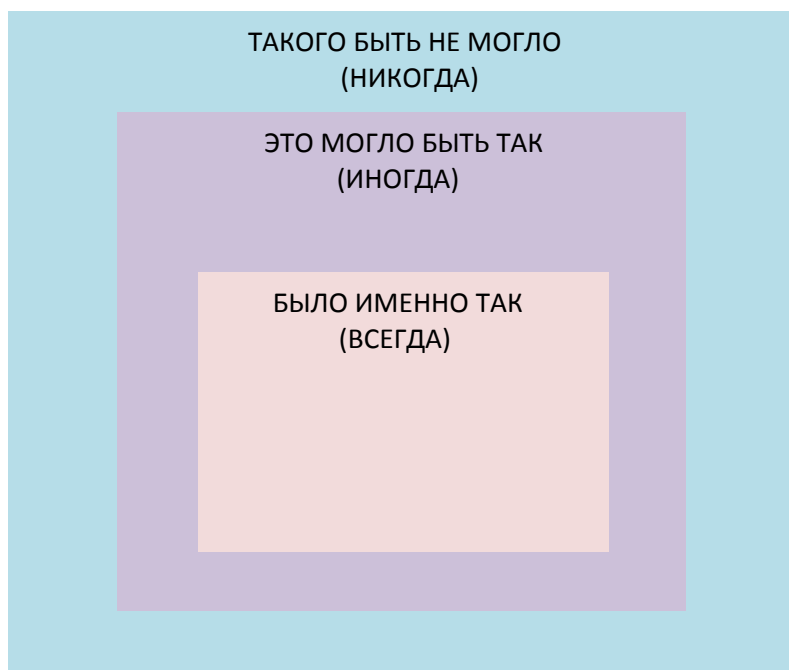 ТАКОГО БЫТЬ НЕ МОГЛО
(НИКОГДА)
ЭТО МОГЛО БЫТЬ ТАК
(ИНОГДА)
БЫЛО ИМЕННО ТАК
(ВСЕГДА)